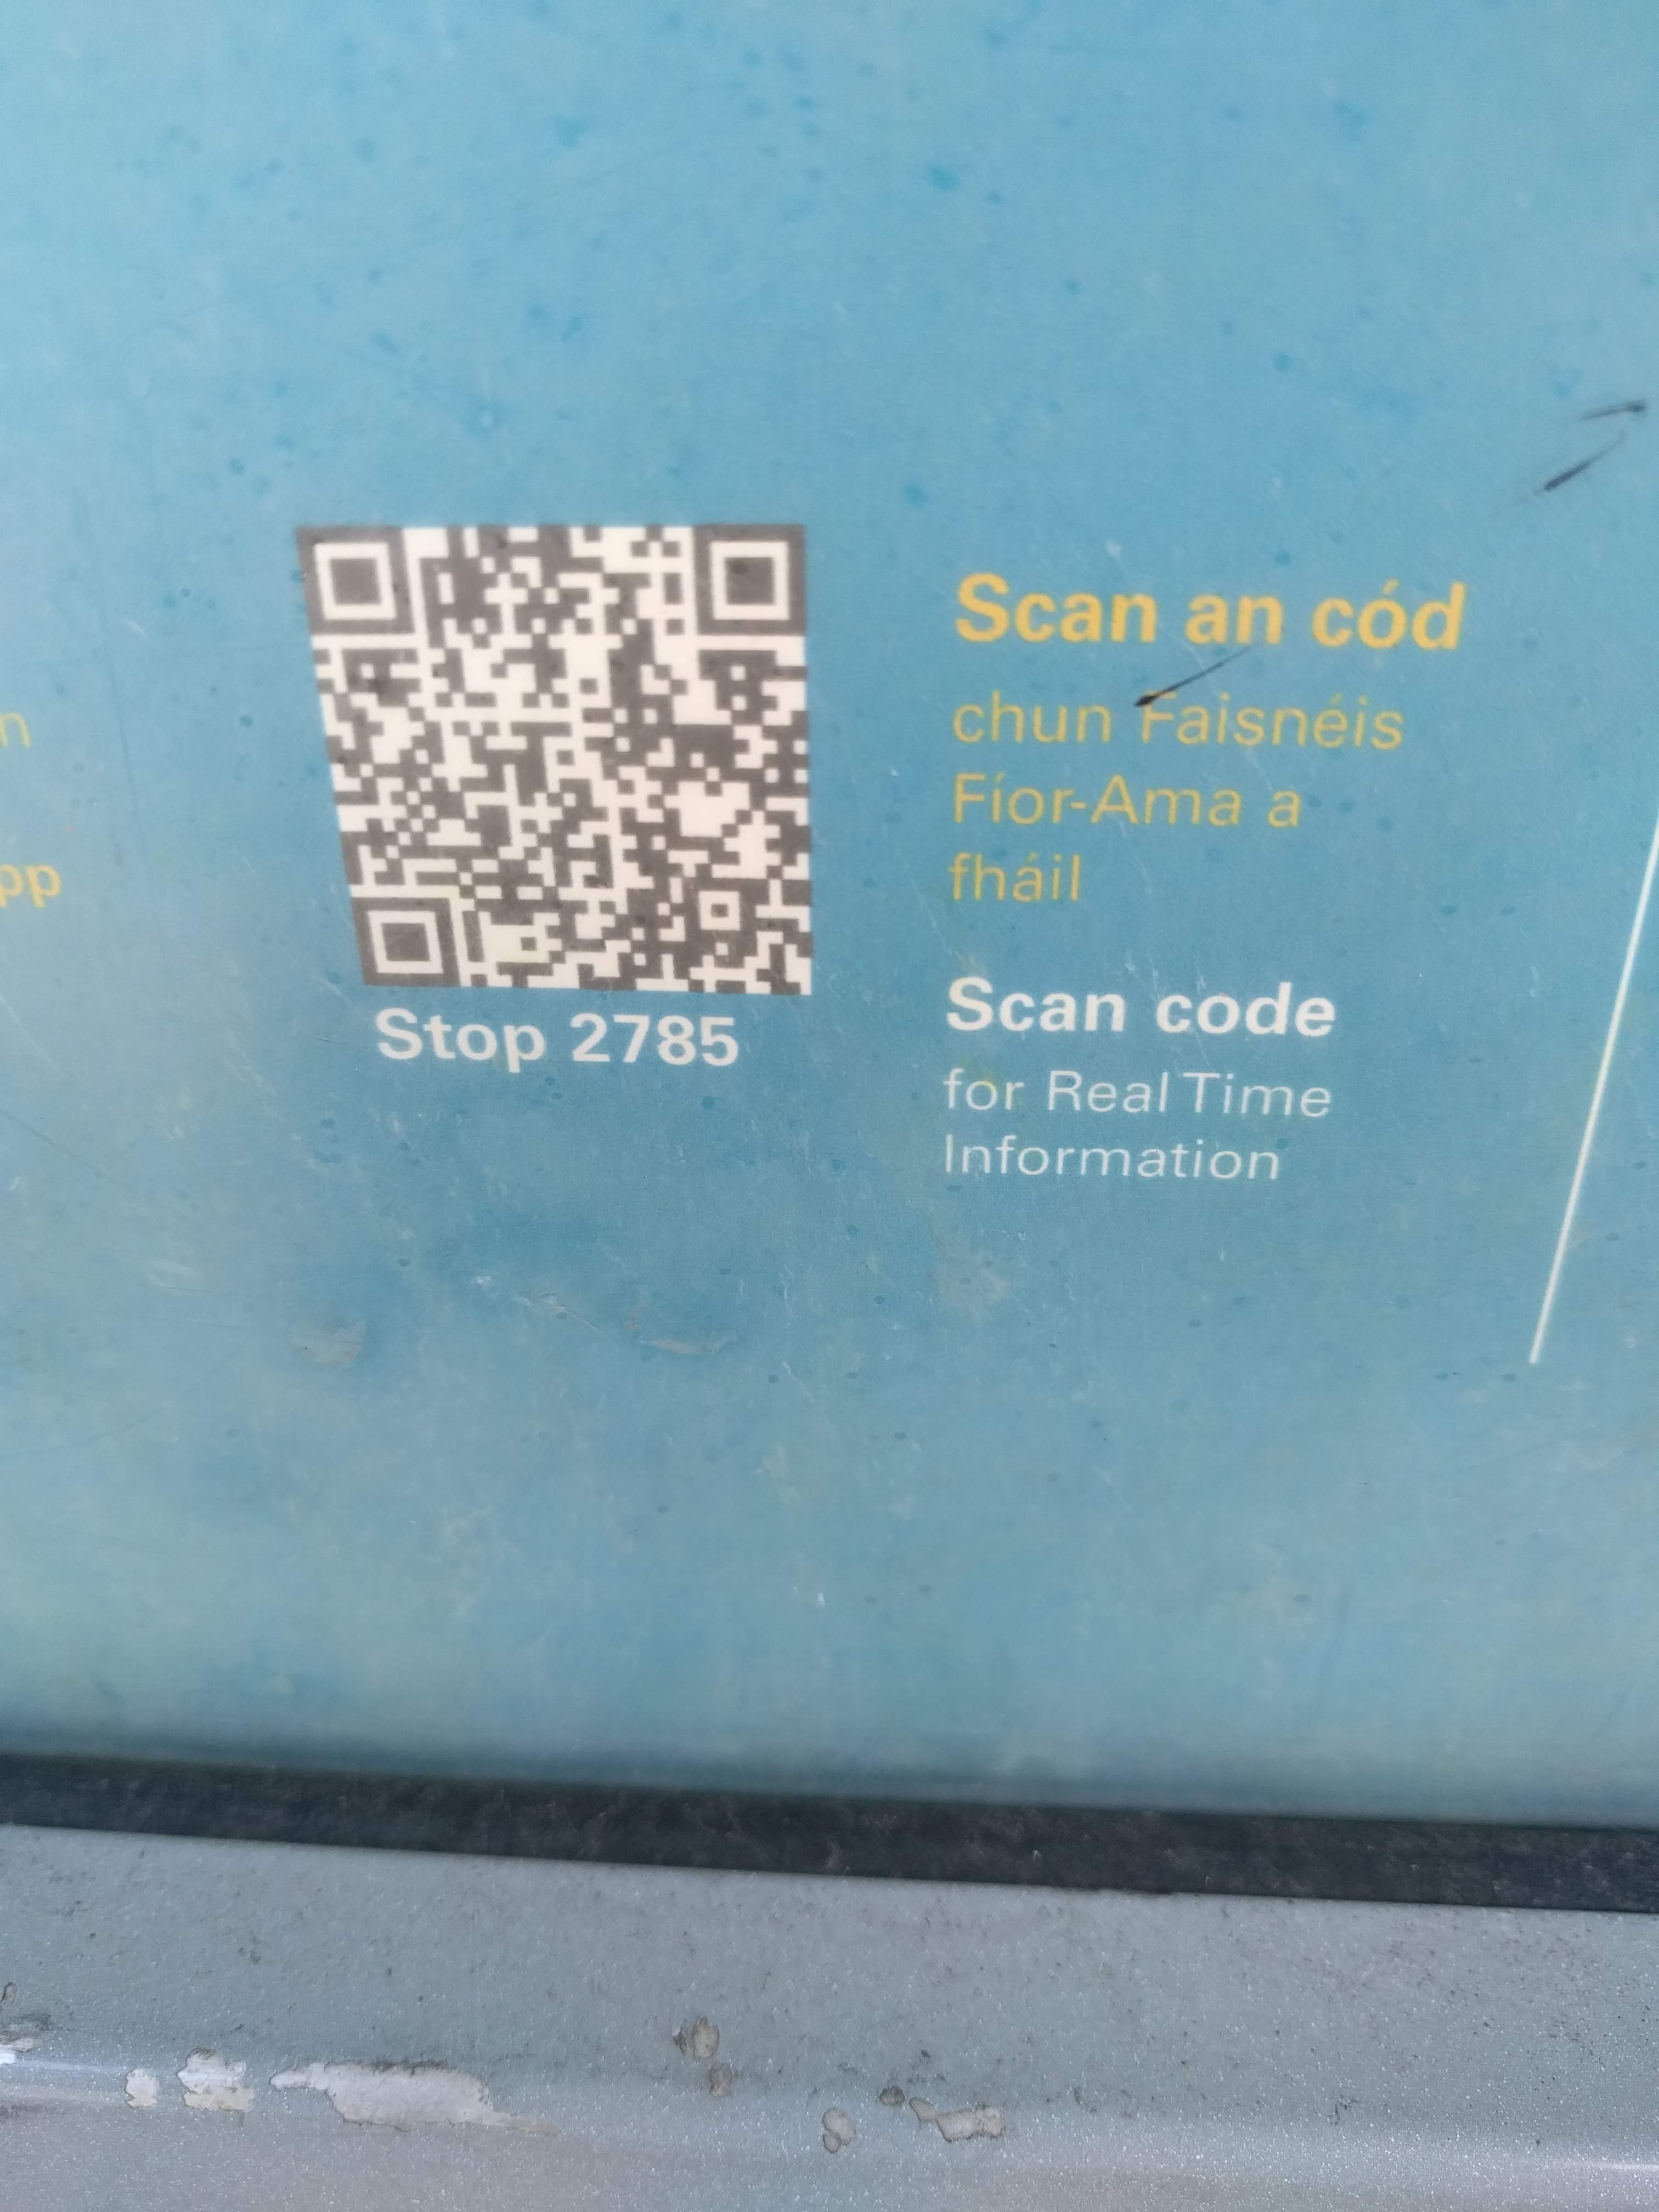 Stop 2785
Scan an cód
chun Faisnéis
Fíor-Ama a
fháil
Scan code
for Real Time
Information